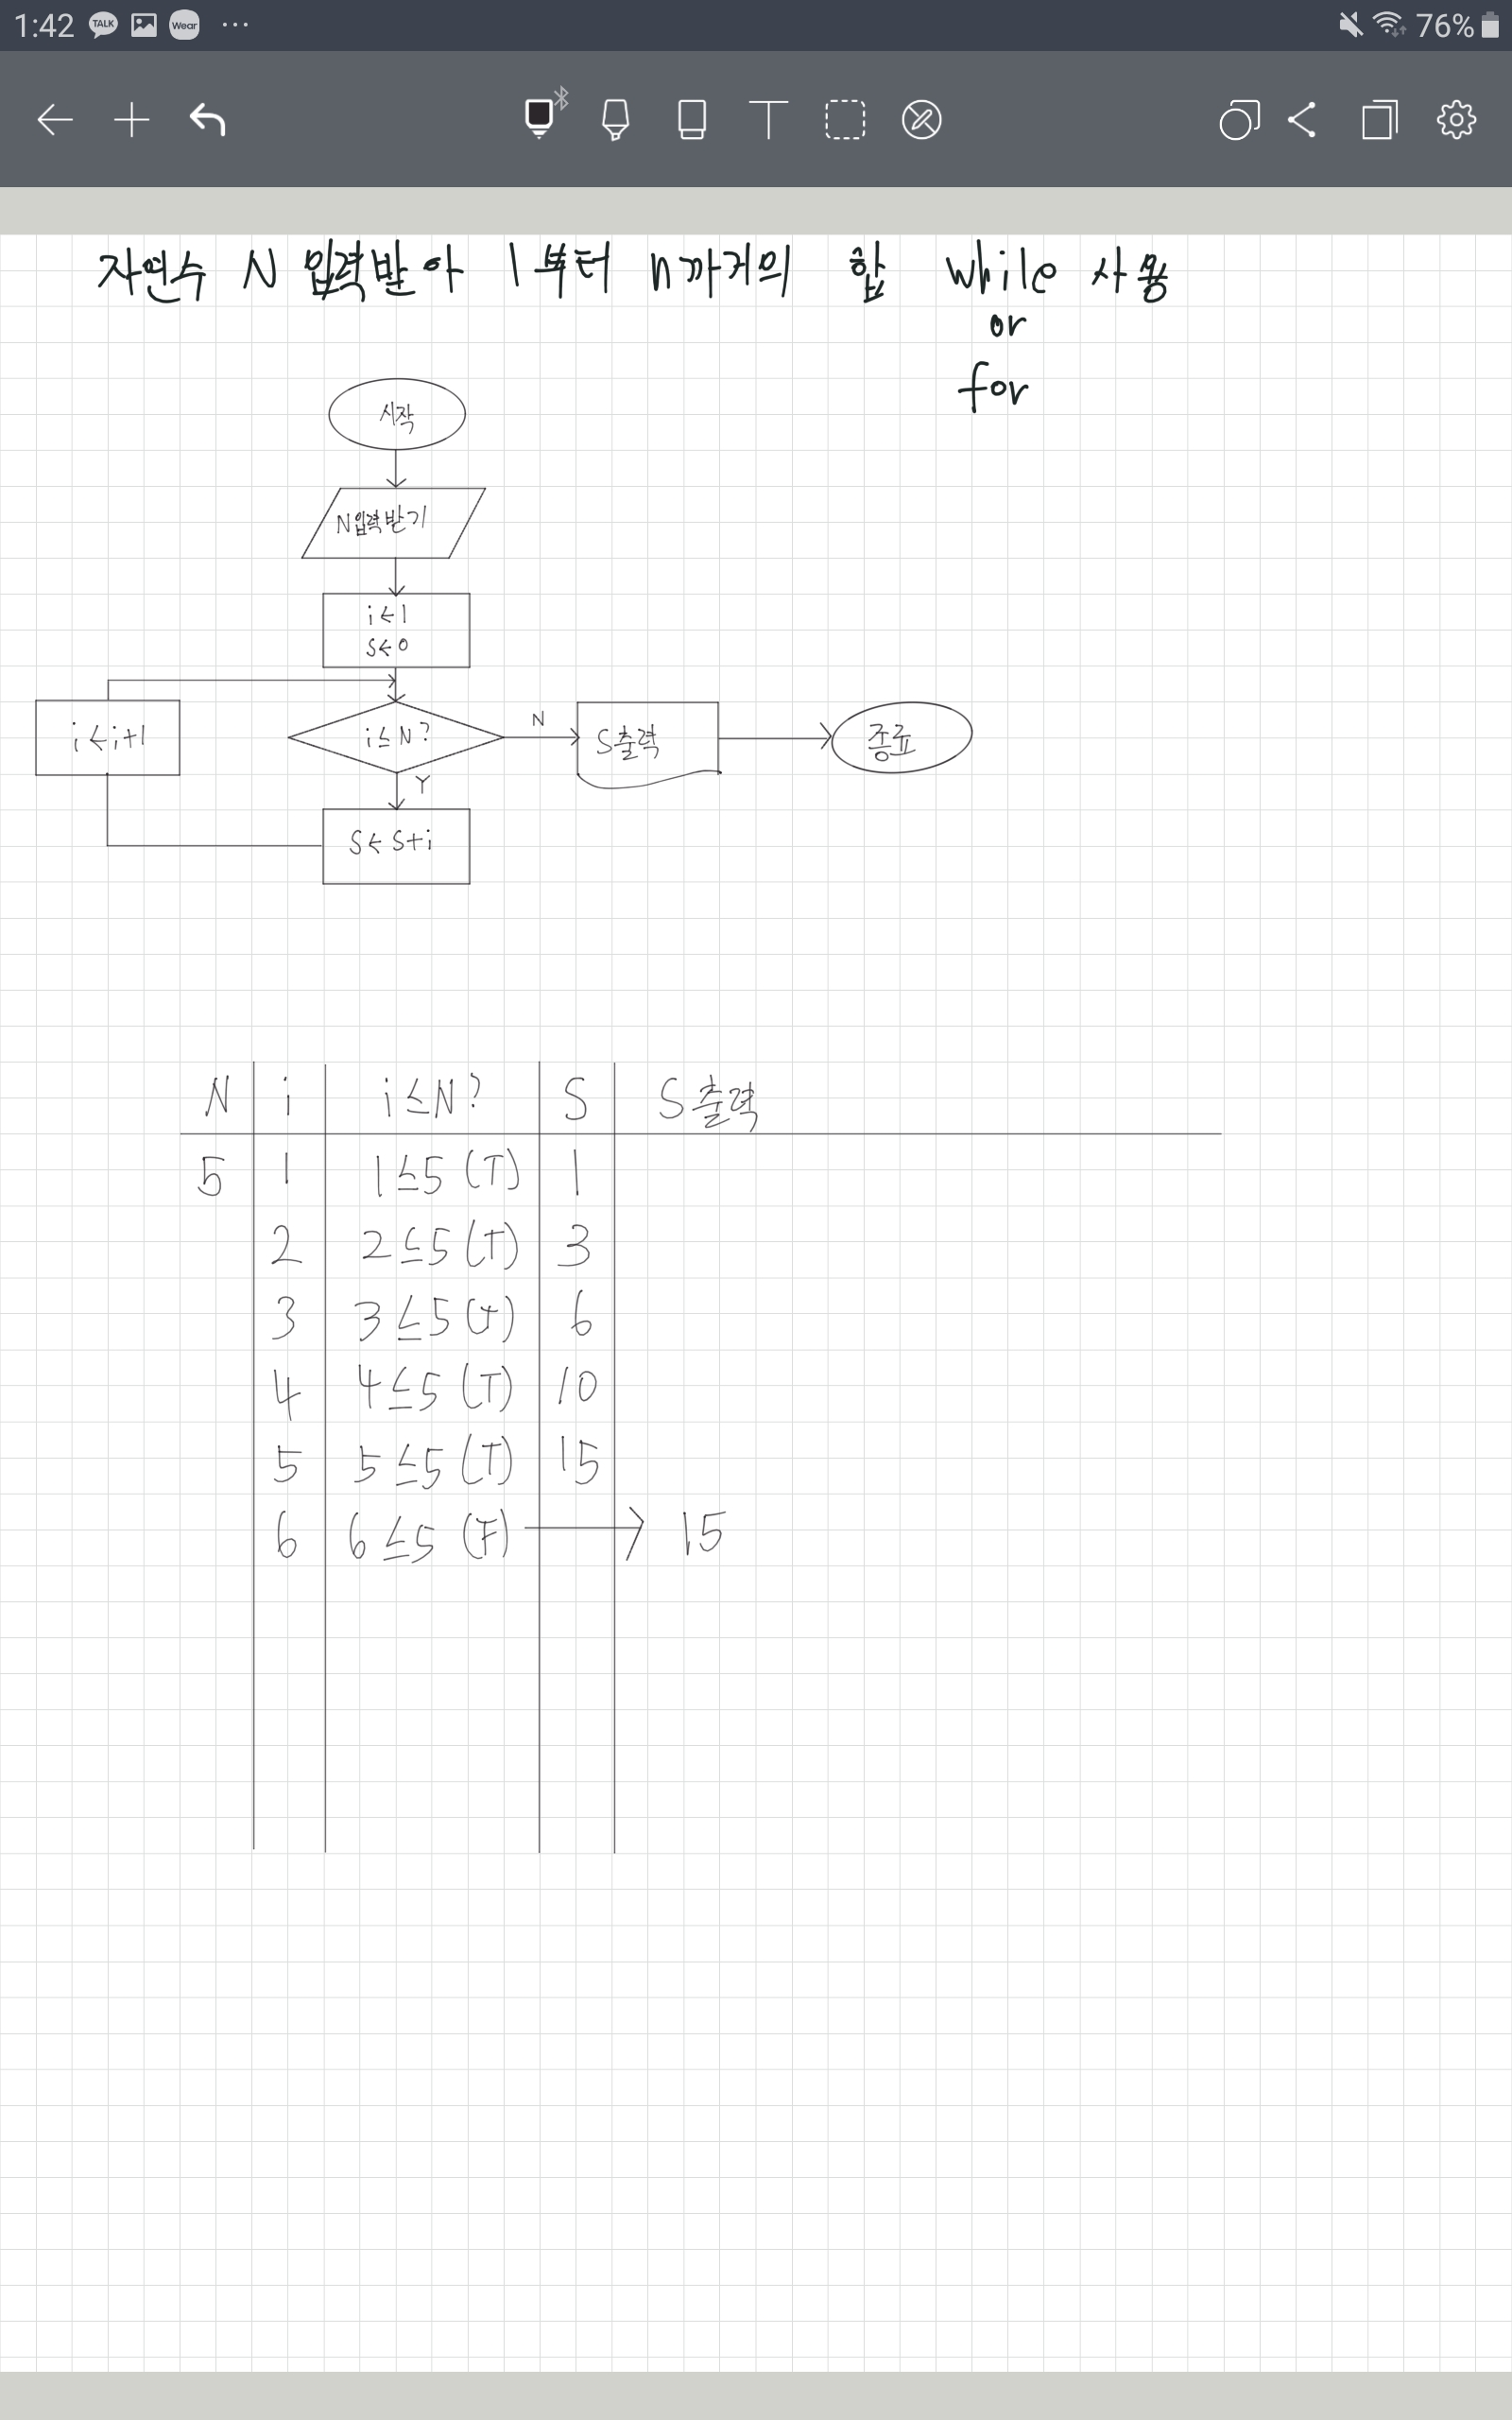 1:42 TALK Wear ... 76%
T
자연수 N 입력받아 1부터 n까지의 합 while 사용
or
for
시작
N입력받기
i←1
S←0
i←i+1
i≤N?
N
S출력
종료
Y
S←S+i
N i i≤N? S S출력
5 1 1≤5 (T) 1
2 2≤5 (T) 3
3 3≤5 (T) 6
4 4≤5 (T) 10
5 5≤5 (T) 15
6 6≤5 (F) → 15